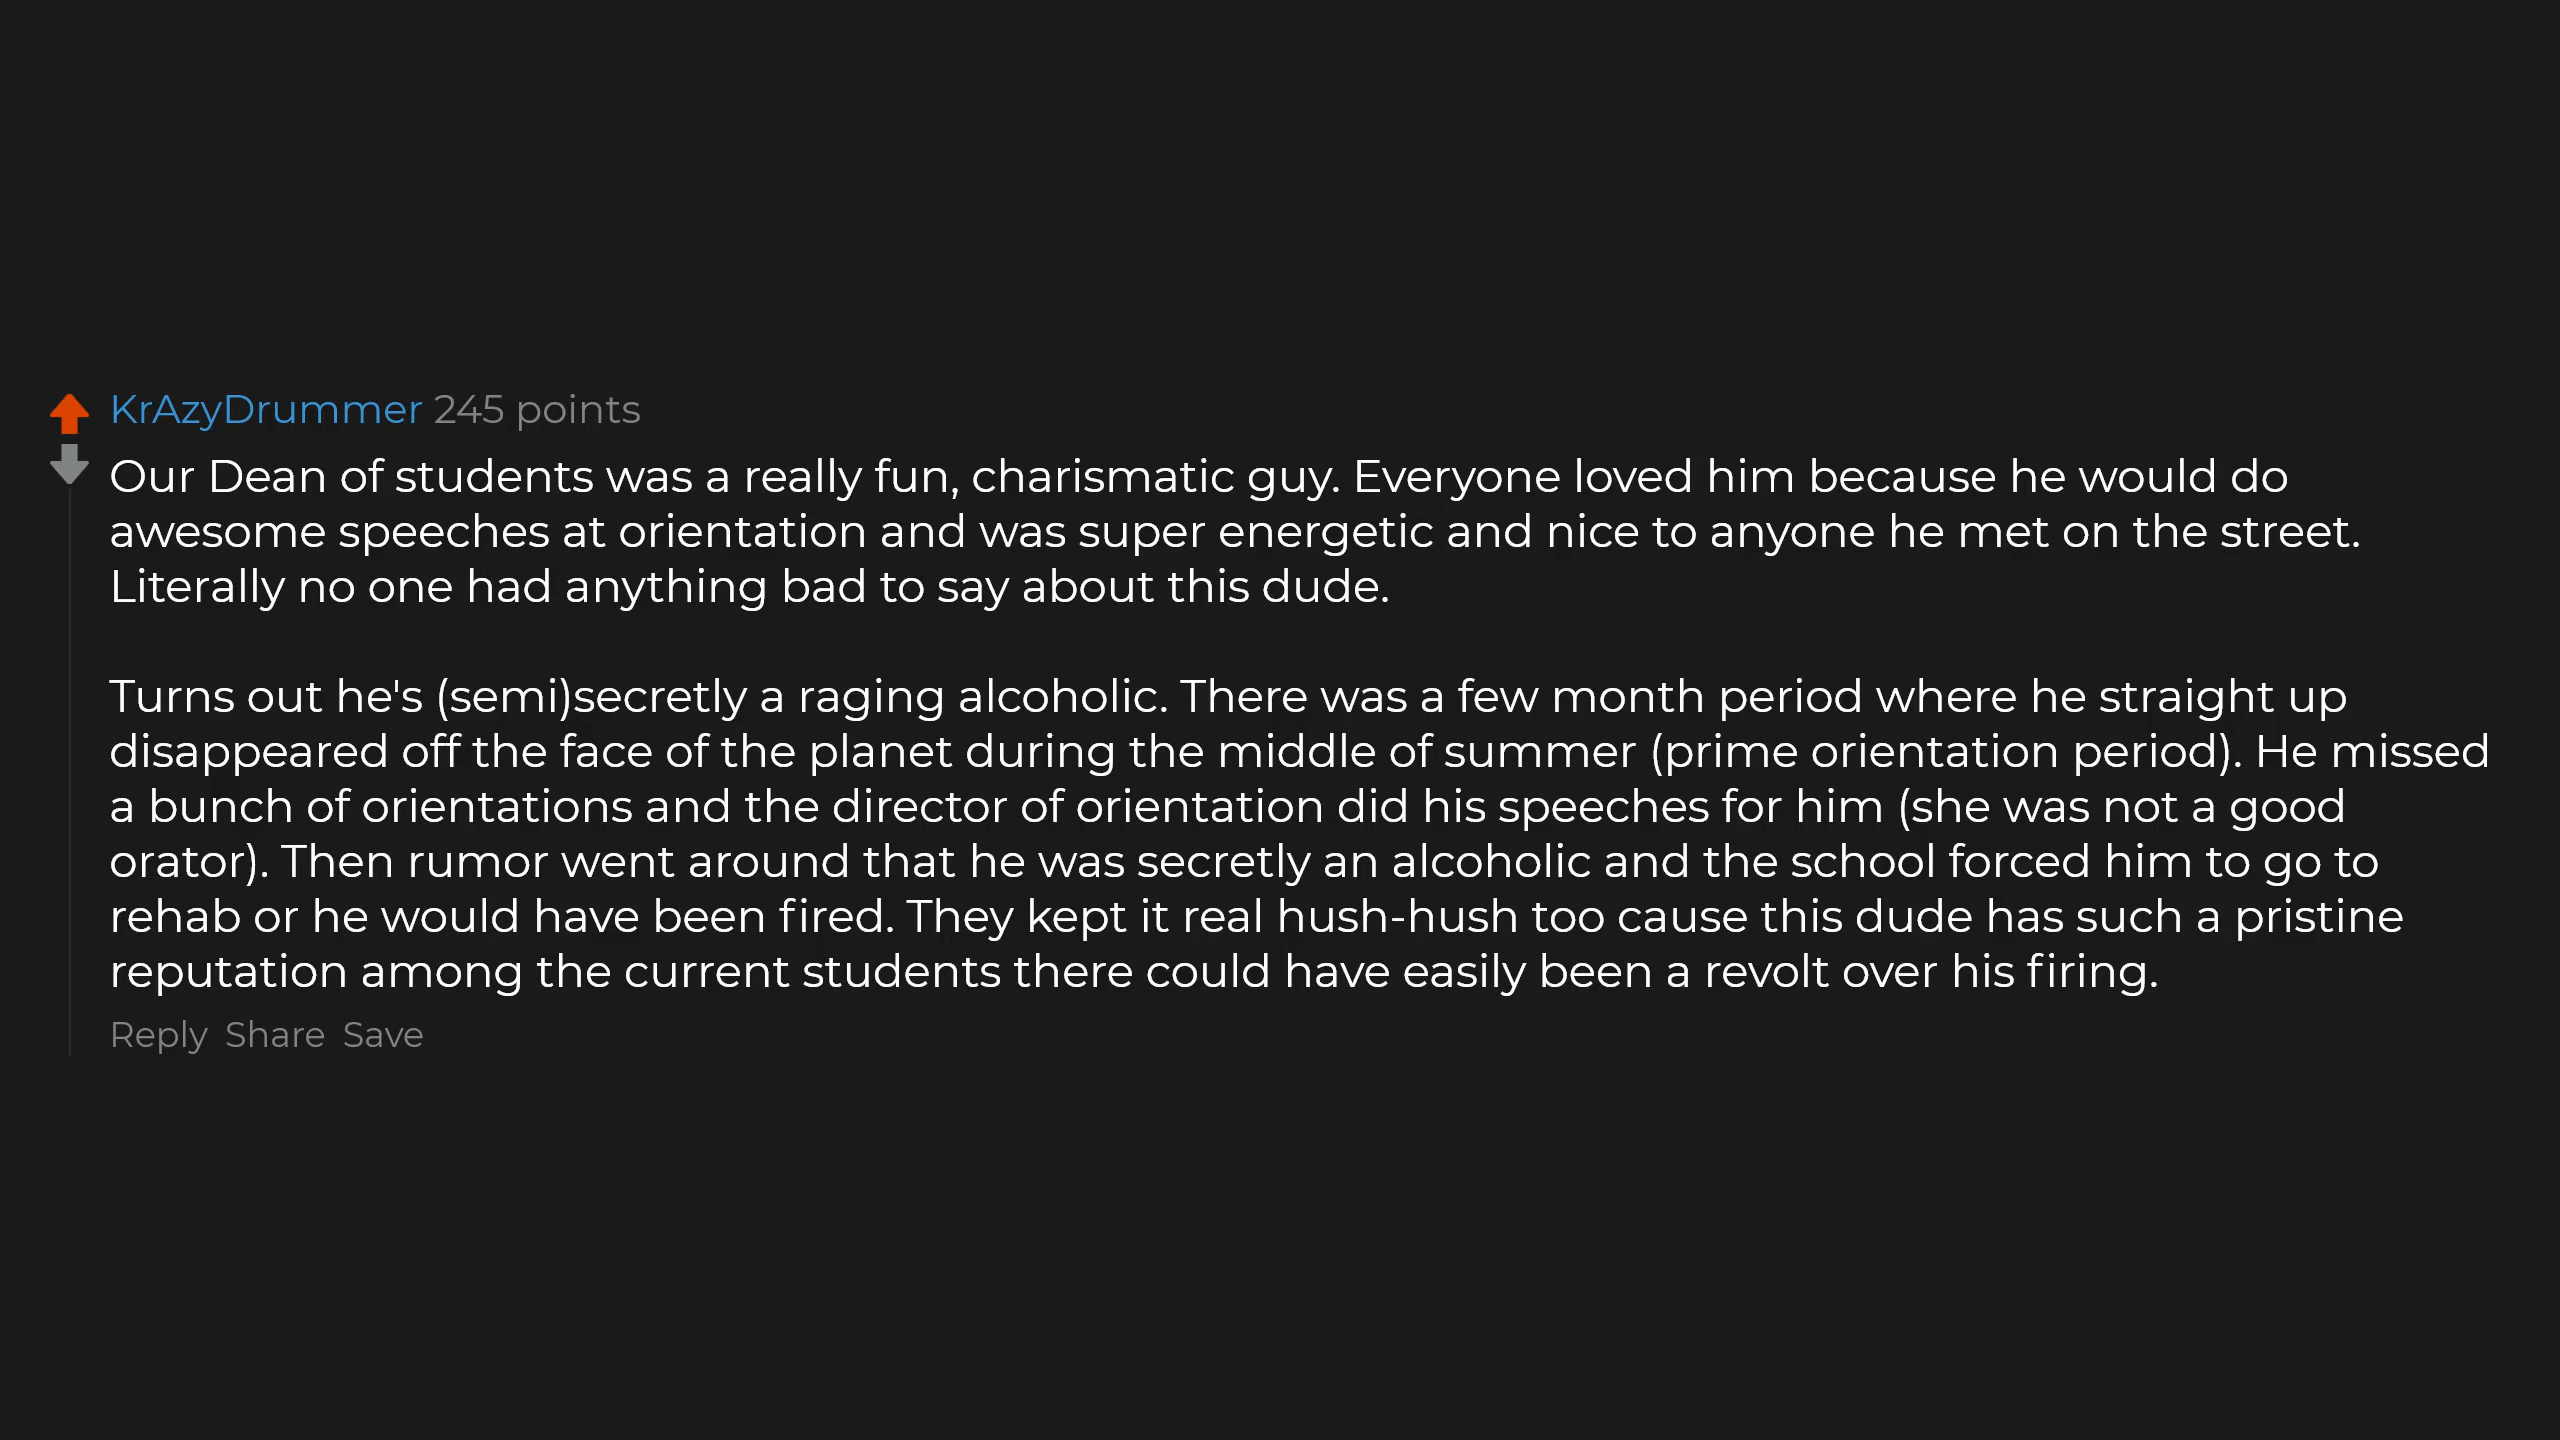 KrAzyDrummer 245 points
Our Dean of students was a really fun, charismatic guy. Everyone loved him because he would do
awesome speeches at orientation and was super energetic and nice to anyone he met on the street.
Literally no one had anything bad to say about this dude.
Turns out he's (semi)secretly a raging alcoholic. There was a few month period where he straight up
disappeared off the face of the planet during the middle of summer (prime orientation period). He missed
a bunch of orientations and the director of orientation did his speeches for him (she was not a good
orator). Then rumor went around that he was secretly an alcoholic and the school forced him to go to
rehab or he would have been fired. They kept it real hush-hush too cause this dude has such a pristine
reputation among the current students there could have easily been a revolt over his firing.
Reply Share Save